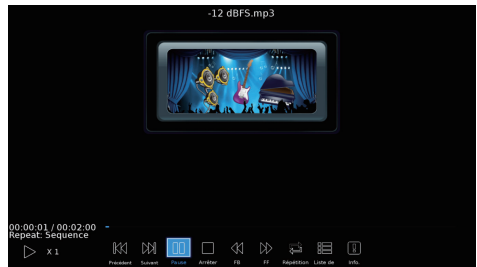 -12 dBFS.mp3
00:00:01 / 00:02:00
Repeat: Sequence
X 1
Précédent Suivant Pause Arrêter FB FF Répétition Liste de Info.